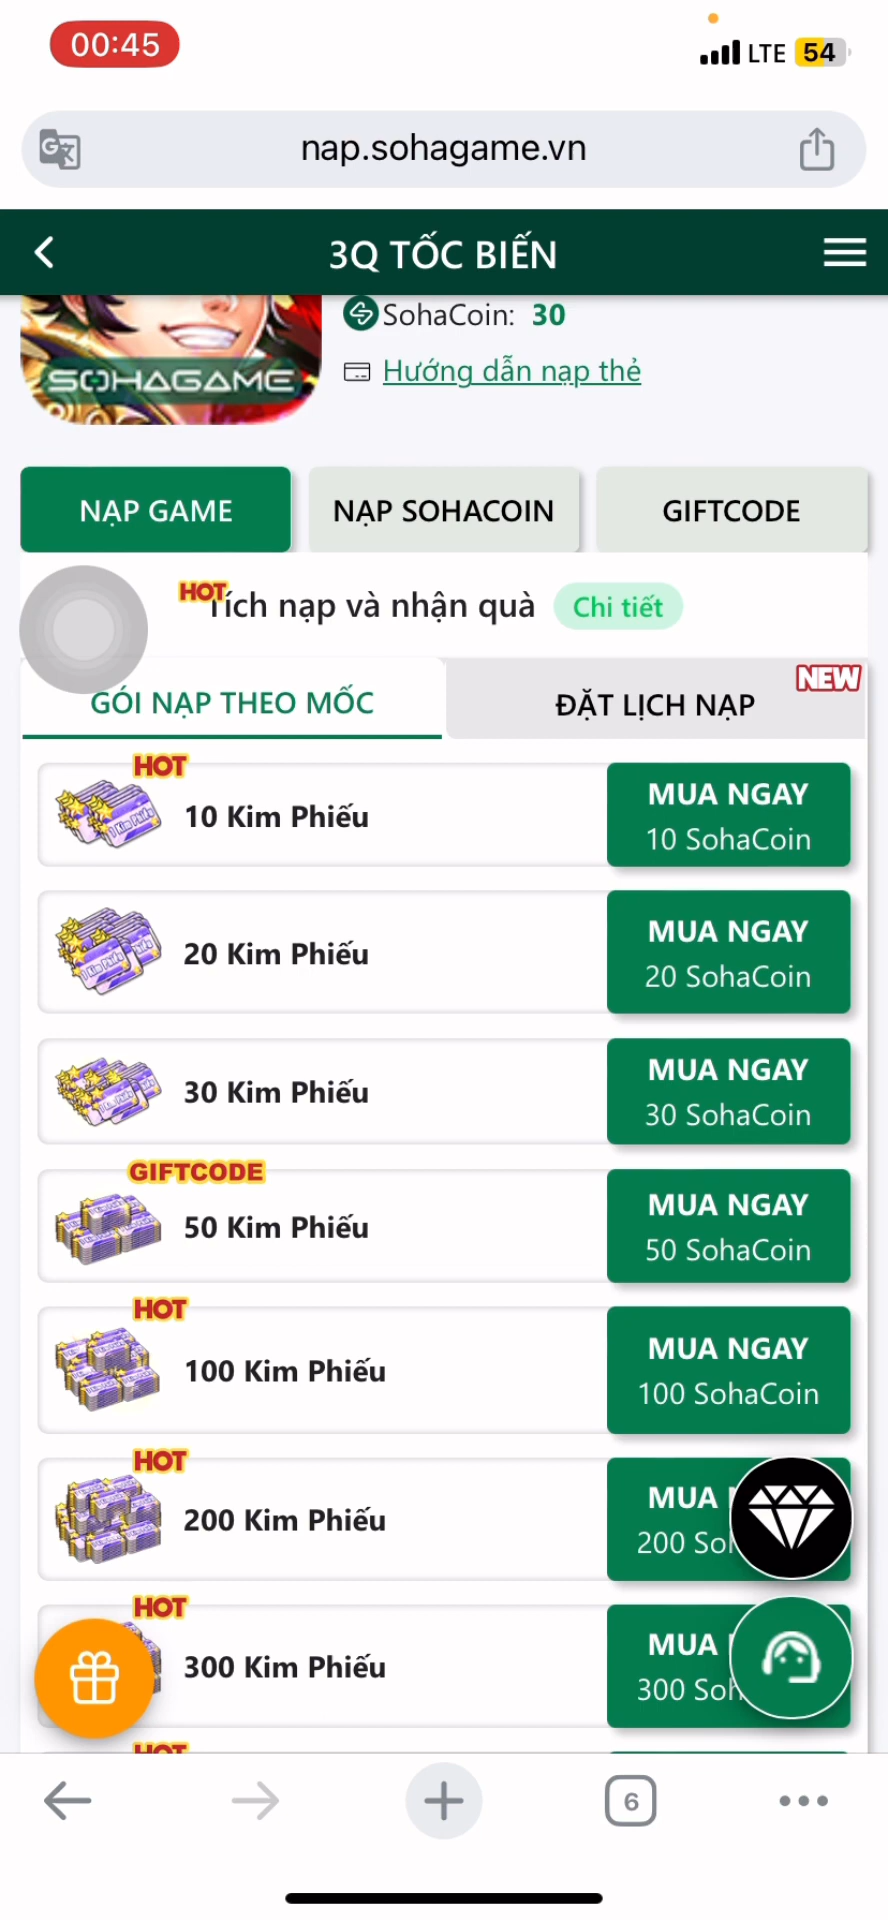 00:45
LTE 54
nap.sohagame.vn
3Q TỐC BIẾN
SohaCoin: 30
SOHAGAME
Hướng dẫn nạp thẻ
NẠP GAME
NẠP SOHACOIN
GIFTCODE
HOT
Tích nạp và nhận quà
Chi tiết
GÓI NẠP THEO MỐC
ĐẶT LỊCH NẠP
NEW
HOT
10 Kim Phiếu
MUA NGAY
10 SohaCoin
20 Kim Phiếu
MUA NGAY
20 SohaCoin
30 Kim Phiếu
MUA NGAY
30 SohaCoin
GIFTCODE
50 Kim Phiếu
MUA NGAY
50 SohaCoin
HOT
100 Kim Phiếu
MUA NGAY
100 SohaCoin
HOT
200 Kim Phiếu
MUA
200 Soh
HOT
300 Kim Phiếu
MUA
300 Soh
HOT
6